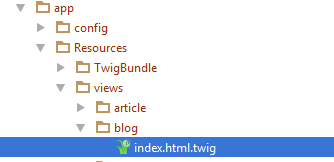 app
config
Resources
TwigBundle
views
article
blog
index.html.twig